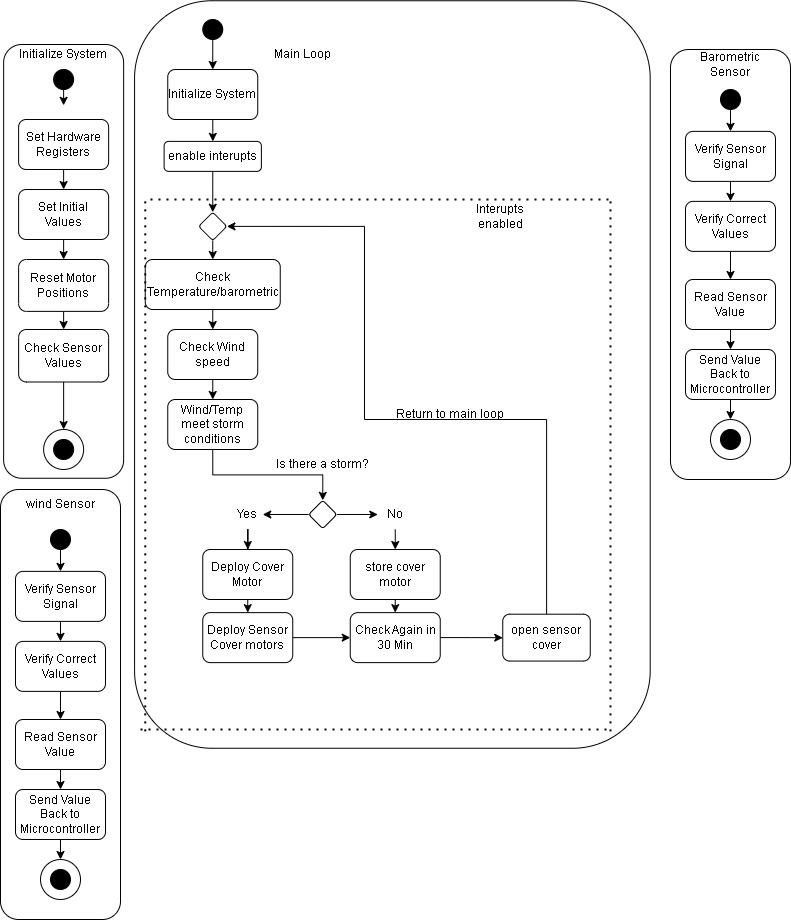 Initialize System
Set Hardware
Registers
Set Initial
Values
Reset Motor
Positions
Check Sensor
Values
wind Sensor
Verify Sensor
Signal
Verify Correct
Values
Read Sensor
Value
Send Value
Back to
Microcontroller
Main Loop
Initialize System
enable interupts
Interupts
enabled
Check
Temperature/barometric
Check Wind
speed
Wind/Temp
meet storm
conditions
Return to main loop
Is there a storm?
Yes
No
Deploy Cover
Motor
store cover
motor
Deploy Sensor
Cover motors
Check Again in
30 Min
open sensor
cover
Barometric
Sensor
Verify Sensor
Signal
Verify Correct
Values
Read Sensor
Value
Send Value
Back to
Microcontroller